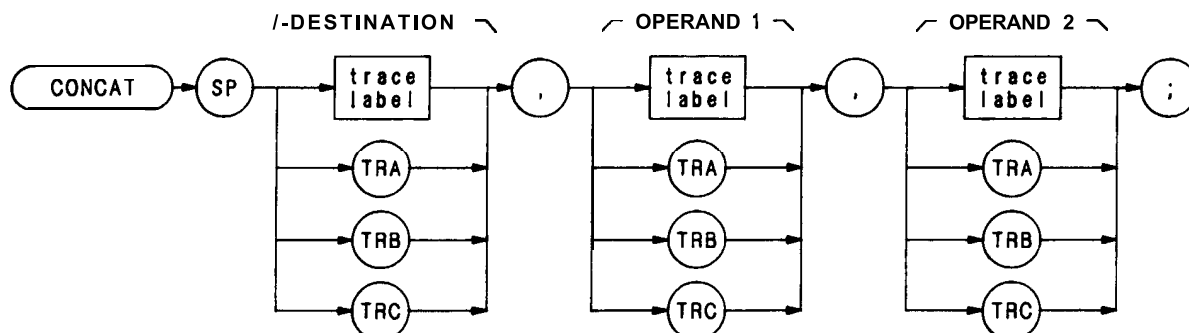 /-DESTINATION OPERAND 1 OPERAND 2
CONCAT SP trace label , trace label , trace label ;
TRA TRA TRA
TRB TRB TRB
TRC TRC TRC